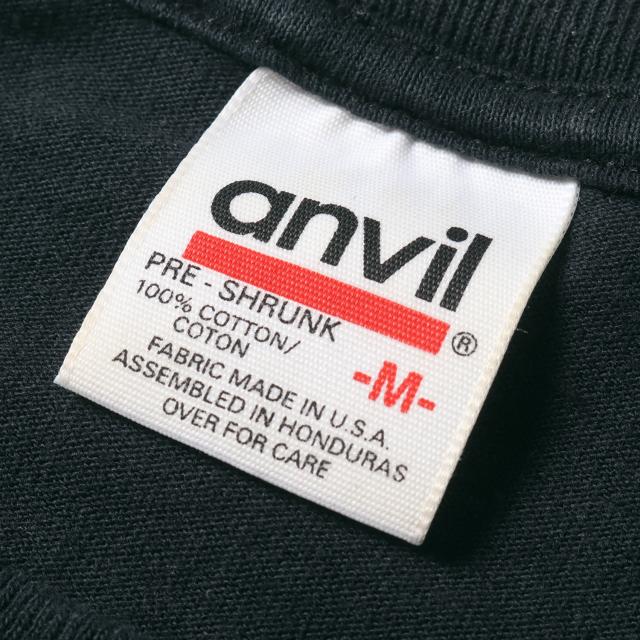 anvil
®
PRE - SHRUNK
100% COTTON/
COTON
-M-
FABRIC MADE IN U.S.A
ASSEMBLED IN HONDURAS
OVER FOR CARE